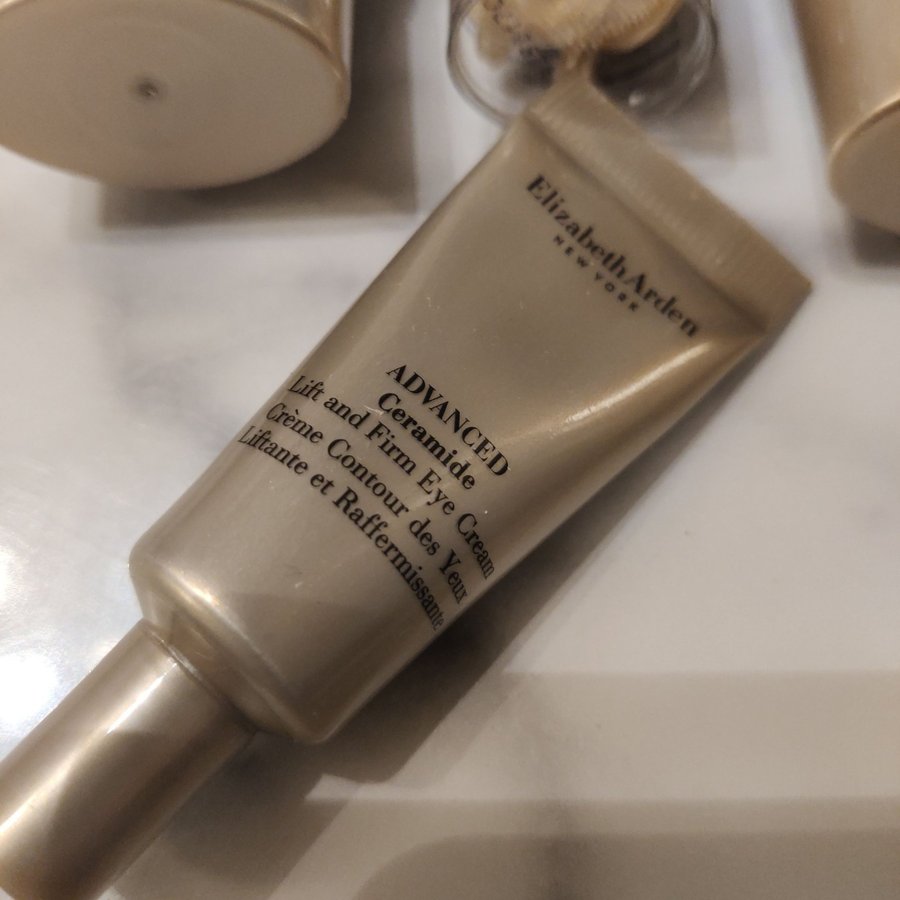 ElizabethArden
NEW YORK
ADVANCED
Ceramide
Lift and Firm Eye Cream
Crème Contour des Yeux
Liftante et Raffermissante